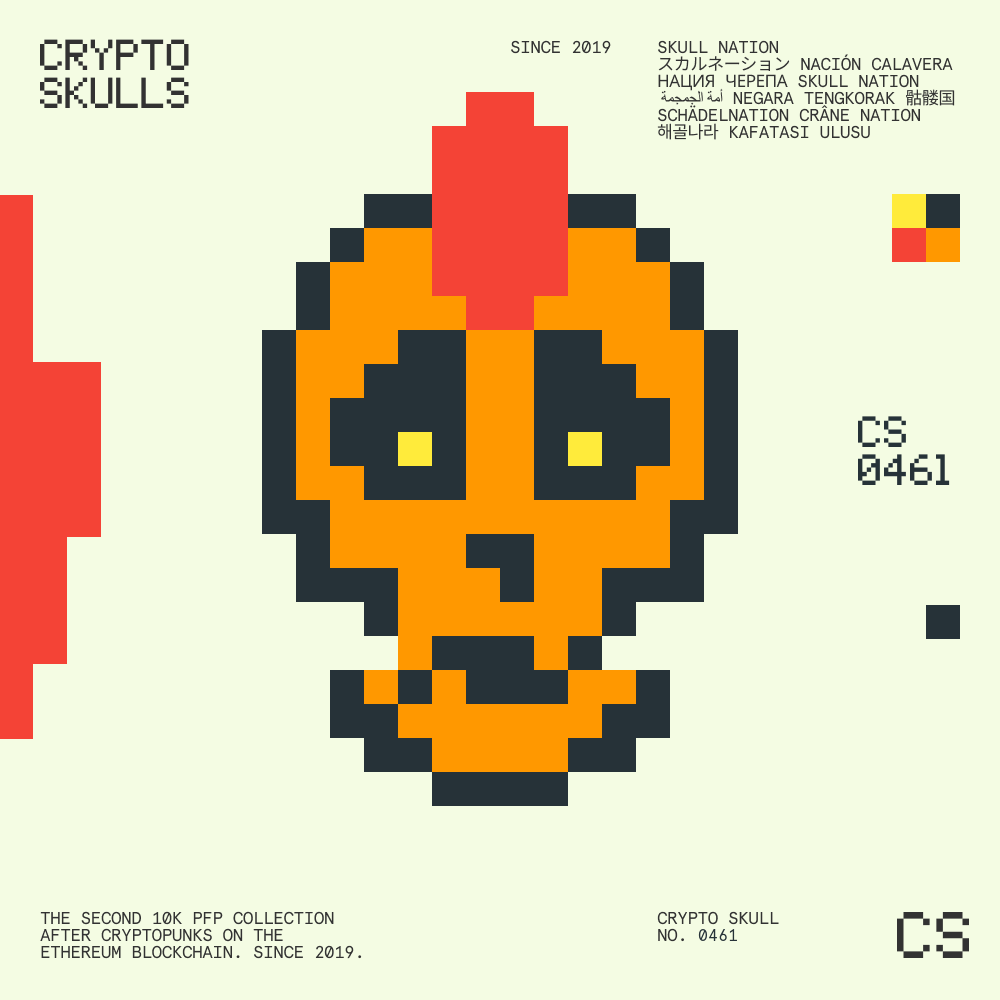 CRYPTO
SKULLS
SINCE 2019
SKULL NATION
スカルネーション NACIÓN CALAVERA
НАЦИЯ ЧЕРЕПА SKULL NATION
أمة الجمجمة NEGARA TENGKORAK 骷髅国
SCHÄDELNATION CRÂNE NATION
해골나라 KAFATASI ULUSU
CS
0461
THE SECOND 10K PFP COLLECTION
AFTER CRYPTOPUNKS ON THE
ETHEREUM BLOCKCHAIN. SINCE 2019.
CRYPTO SKULL
NO. 0461
CS